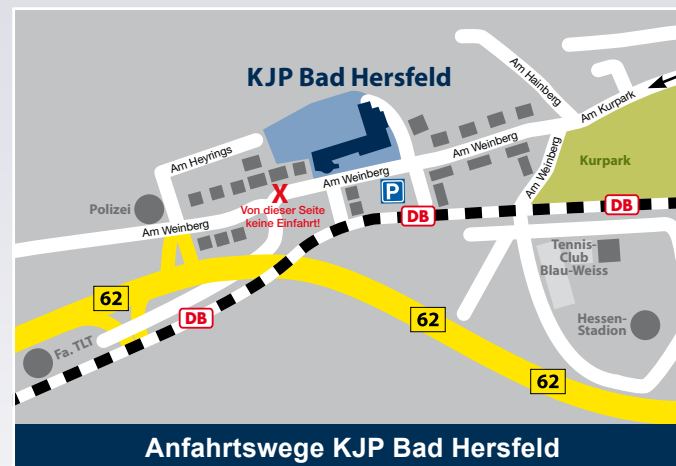 KJP Bad Hersfeld
Am Hainberg
Am Kurpark
Am Heyrings
Am Weinberg
Am Weinberg
Am Weinberg
Kurpark
P
X
Von dieser Seite
keine Einfahrt!
Polizei
Am Weinberg
DB
DB
Tennis-
Club
Blau-Weiss
62
DB
62
Hessen-
Stadion
Fa. TLT
62
Anfahrtswege KJP Bad Hersfeld